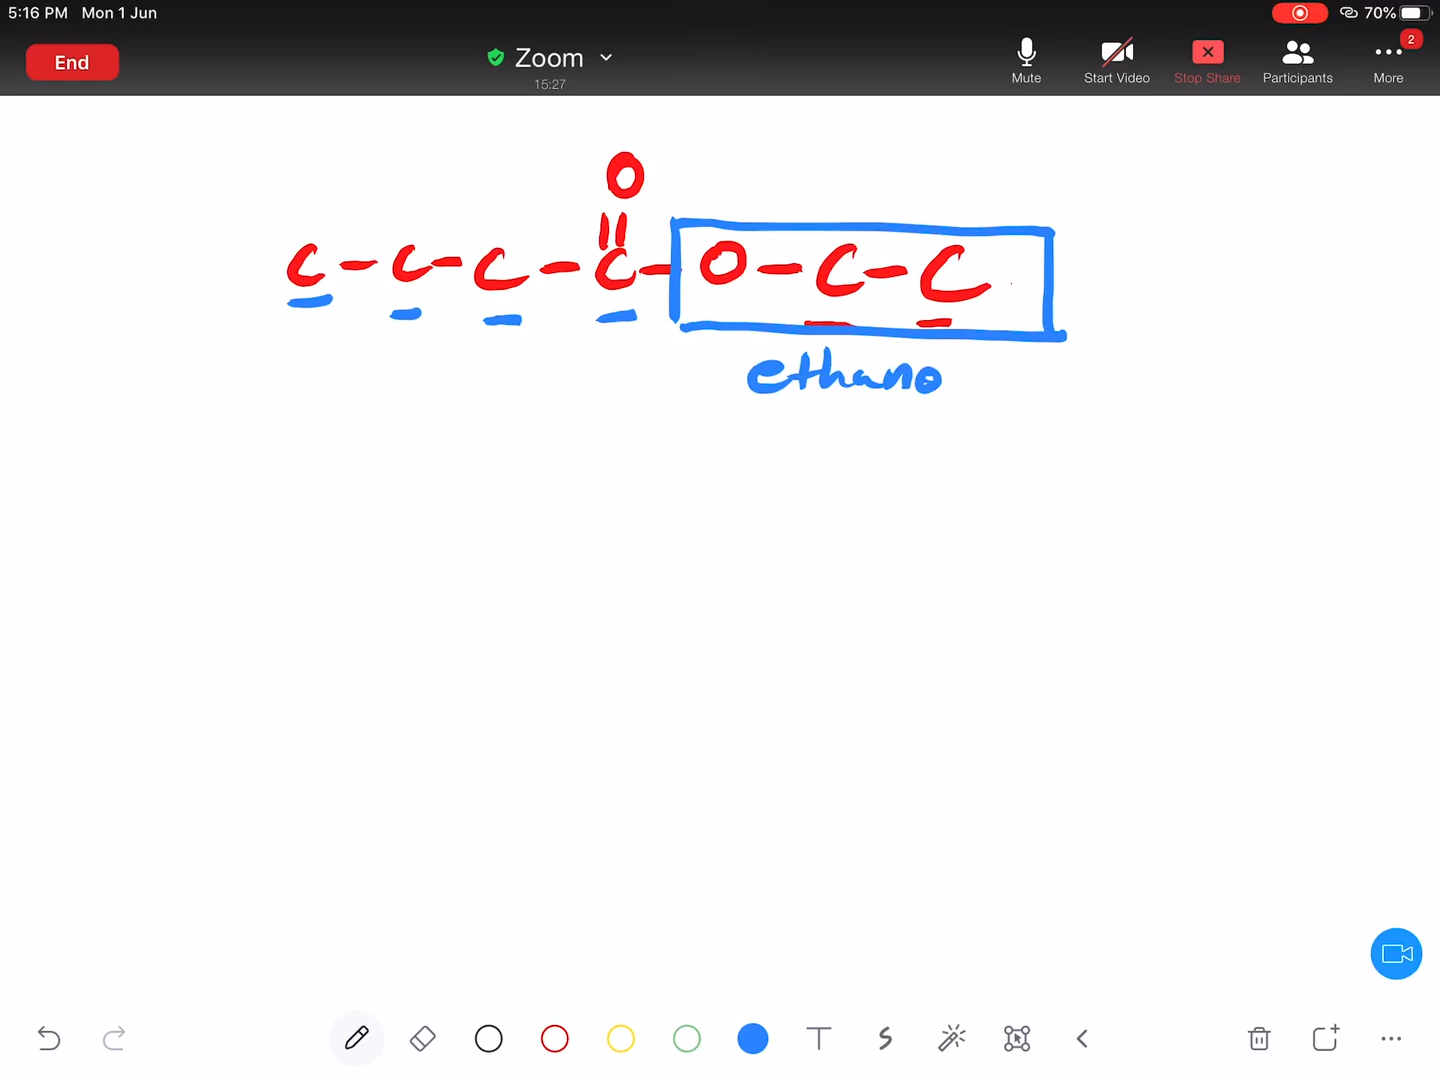 5:16 PM Mon 1 Jun
70%
End
Zoom
15:27
Mute
Start Video
Stop Share
Participants
More
2
O
C - C - C - C - O - C - C
ethano
T